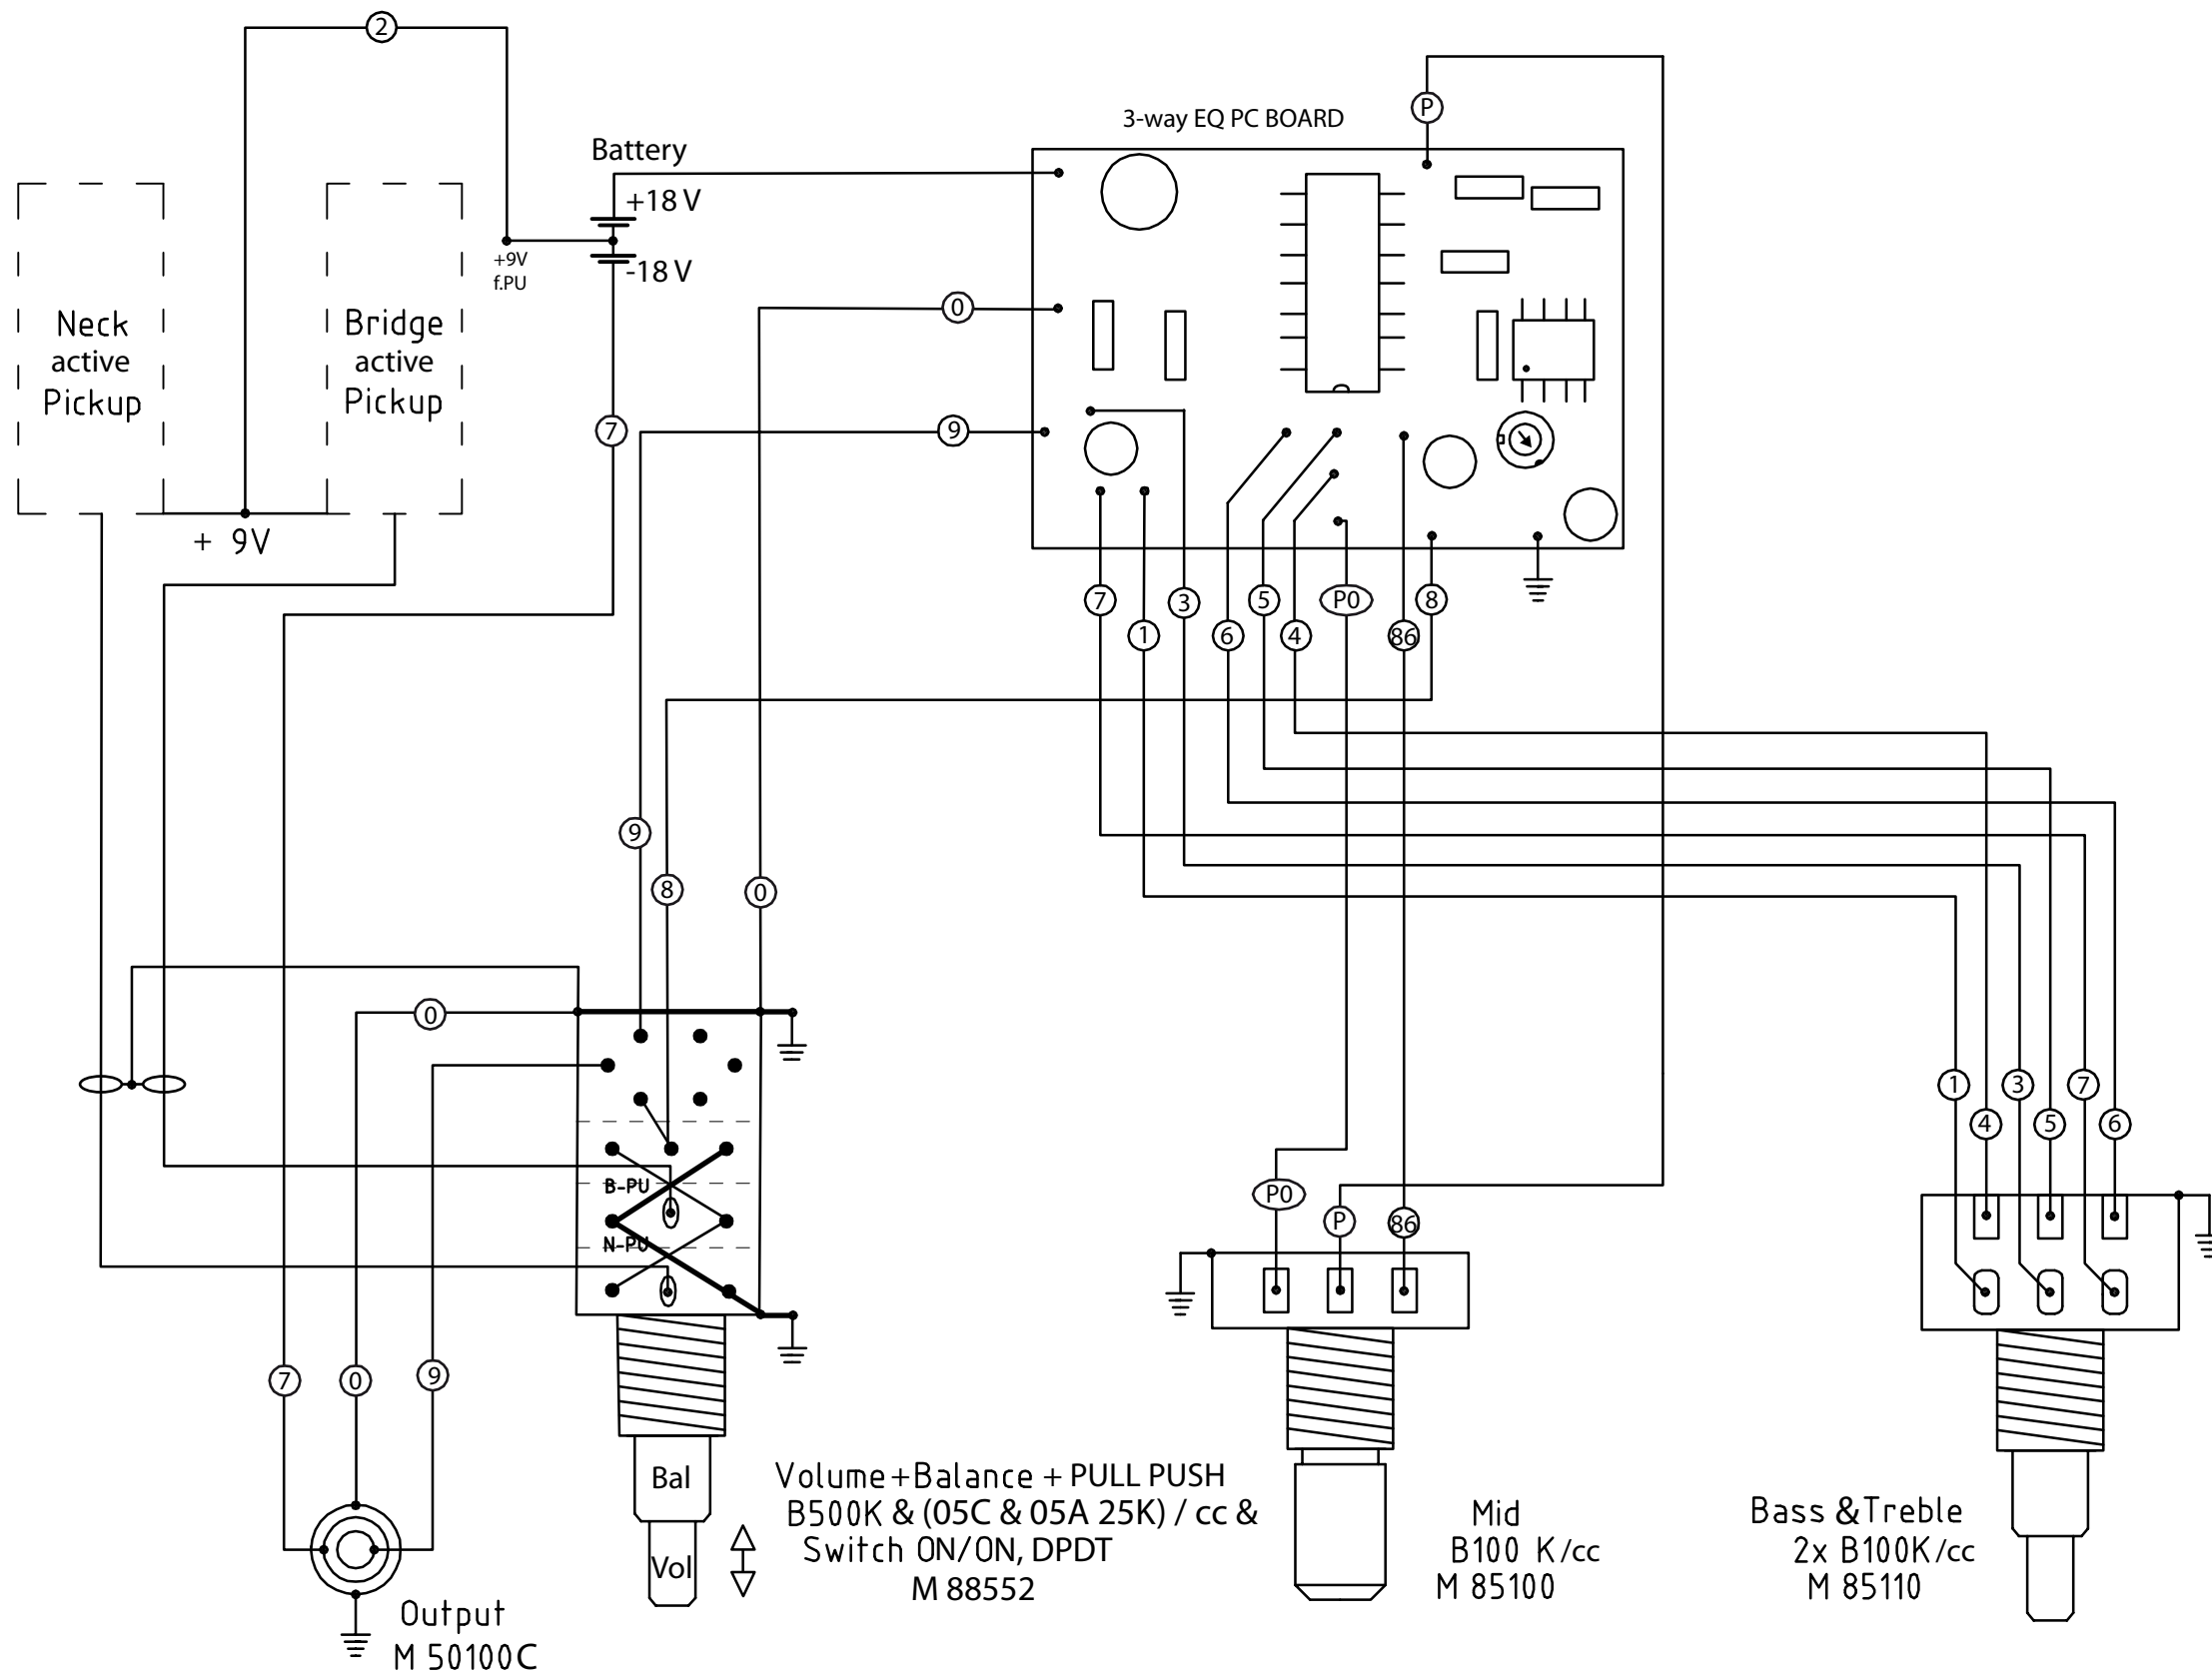 2
P
3-way EQ PC BOARD
Battery
+18 V
+9V
f.PU
-18 V
Neck
active
Pickup
Bridge
active
Pickup
0
7
9
+ 9V
7
3
5
P0
8
1
6
4
86
9
8
0
0
1
3
7
4
5
6
B-PU
P0
P
86
N-PU
7
0
9
Bal
Vol
Volume+Balance + PULL PUSH
B500K & (05C & 05A 25K) / cc &
Switch ON/ON, DPDT
M 88552
Mid
B100 K/cc
M 85100
Bass &Treble
2x B100K/cc
M 85110
Output
M 50100C